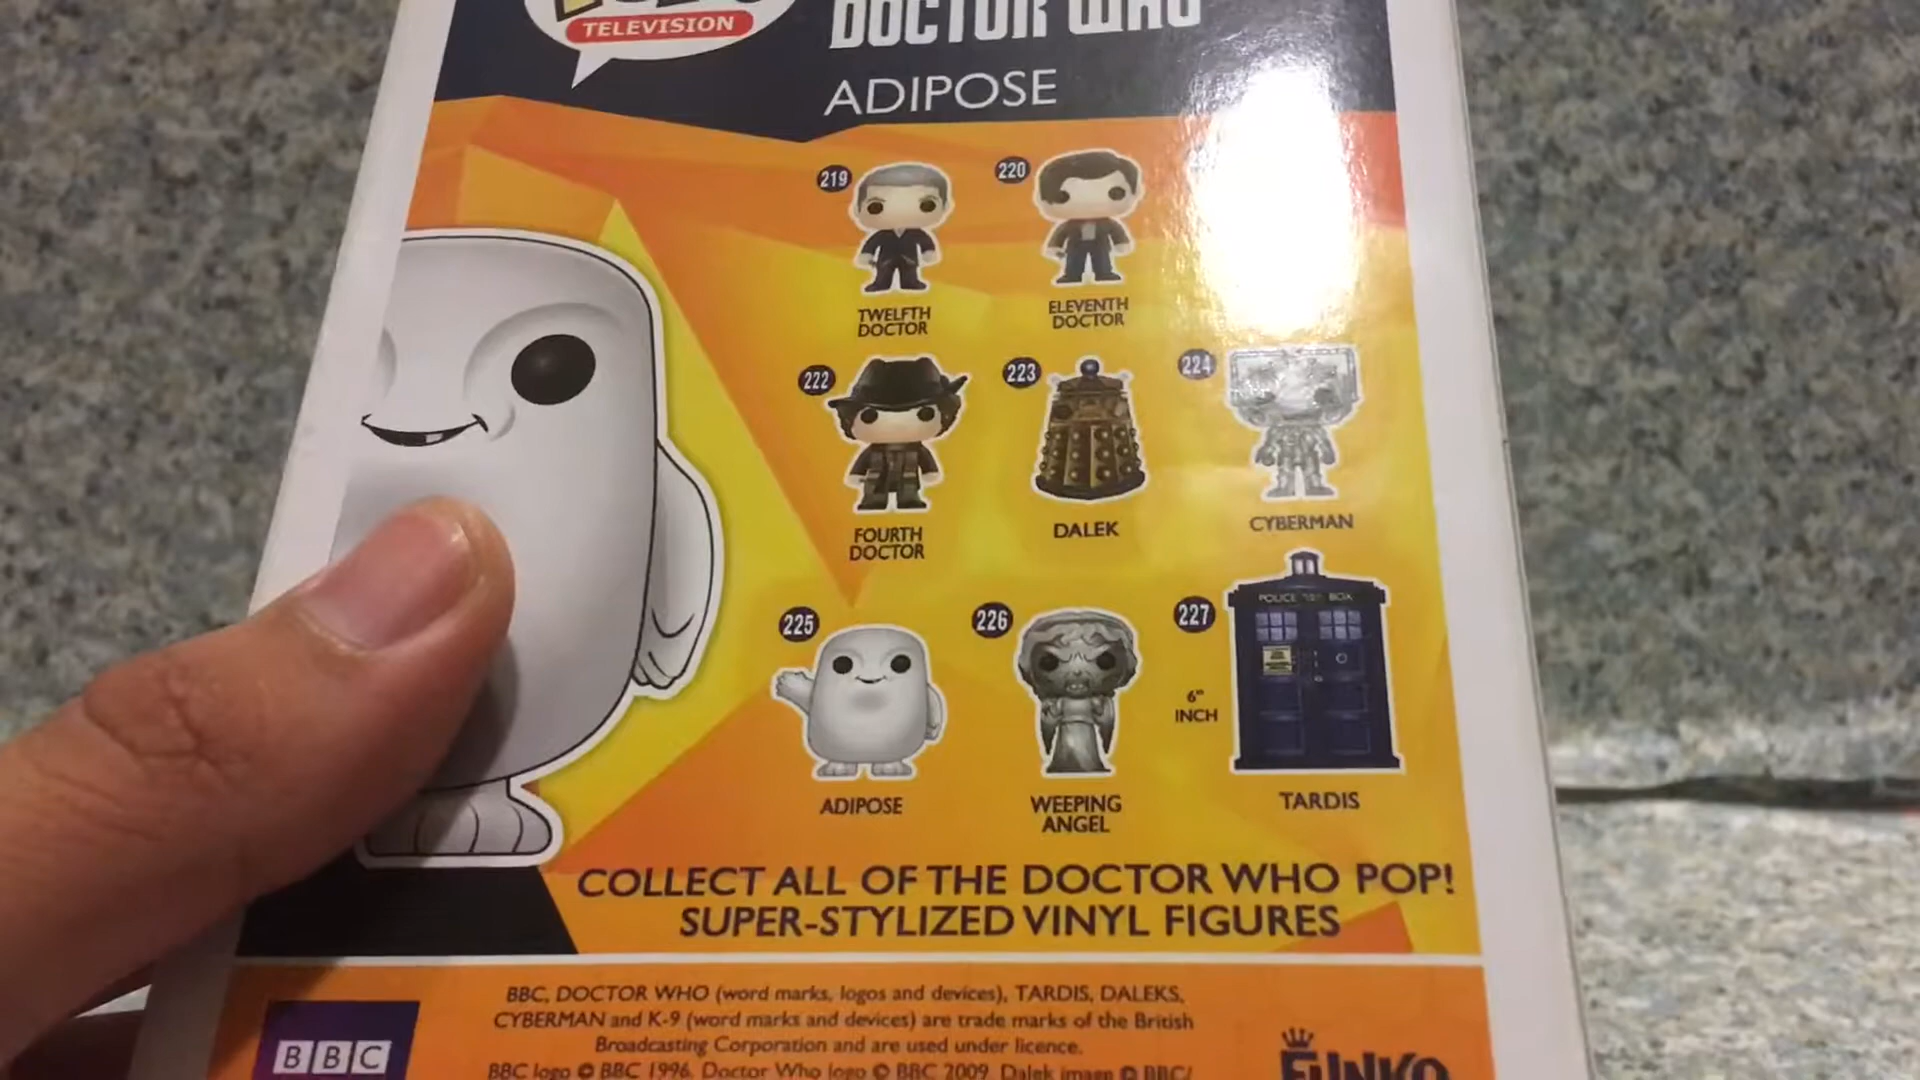 TELEVISION
DOCTOR WHO
ADIPOSE
219
220
TWELFTH
DOCTOR
ELEVENTH
DOCTOR
222
223
224
FOURTH
DOCTOR
DALEK
CYBERMAN
225
226
227
POLICE BOX
6"
INCH
ADIPOSE
WEEPING
ANGEL
TARDIS
COLLECT ALL OF THE DOCTOR WHO POP!
SUPER-STYLIZED VINYL FIGURES
BBC, DOCTOR WHO (word marks, logos and devices), TARDIS, DALEKS,
CYBERMAN and K-9 (word marks and devices) are trade marks of the British
Broadcasting Corporation and are used under licence.
BBC logo © BBC 1996. Doctor Who logo © BBC 2009. Dalek image © BBC/
BBC
FUNKO